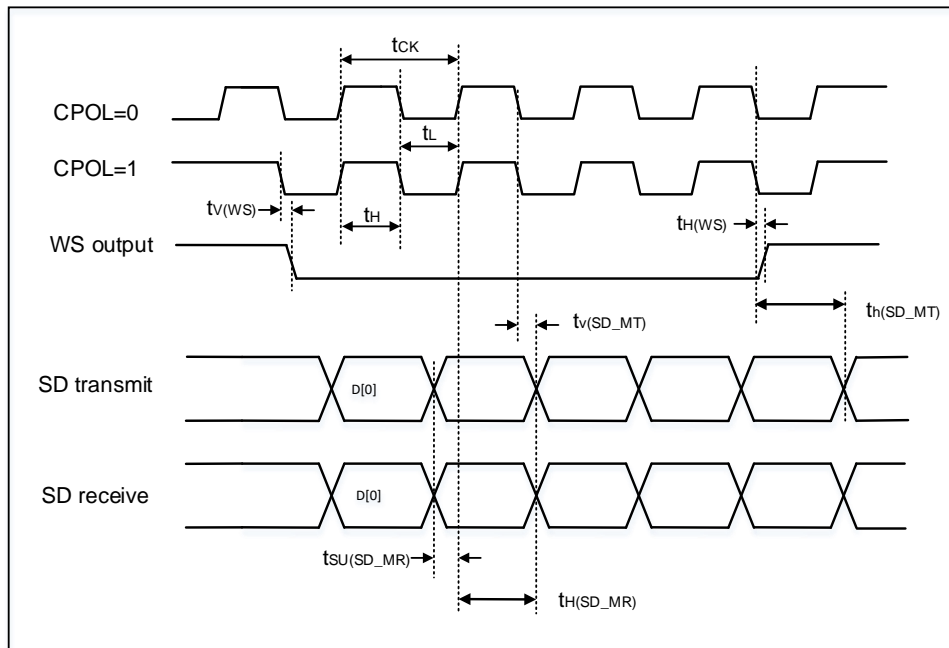 tCK
CPOL=0
tL
CPOL=1
tV(WS)
tH
tH(WS)
WS output
tv(SD_MT)
th(SD_MT)
SD transmit
D[0]
SD receive
D[0]
tSU(SD_MR)
tH(SD_MR)